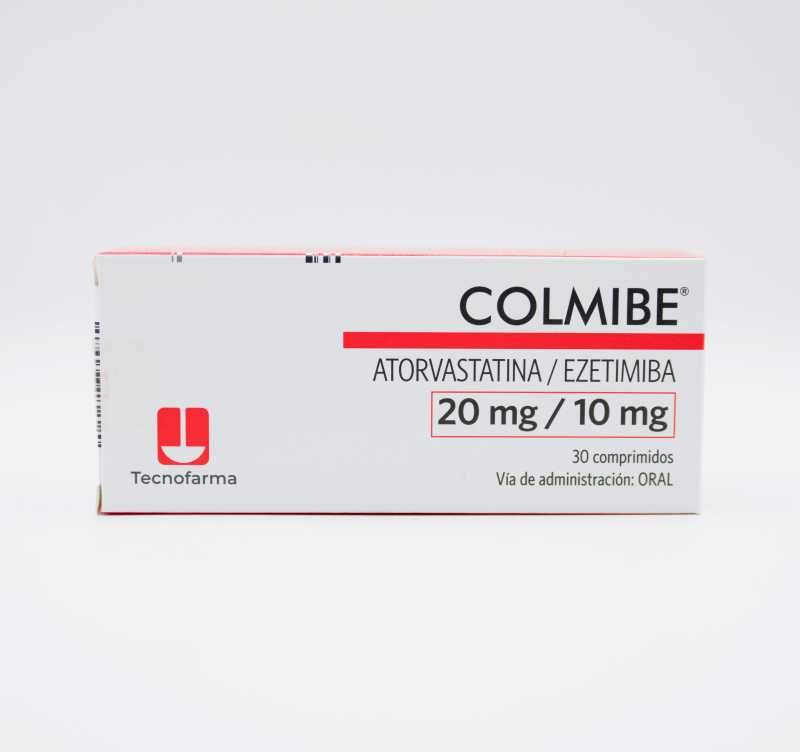 COLMIBE®
ATORVASTATINA / EZETIMIBA
20 mg / 10 mg
30 comprimidos
Vía de administración: ORAL
Tecnofarma